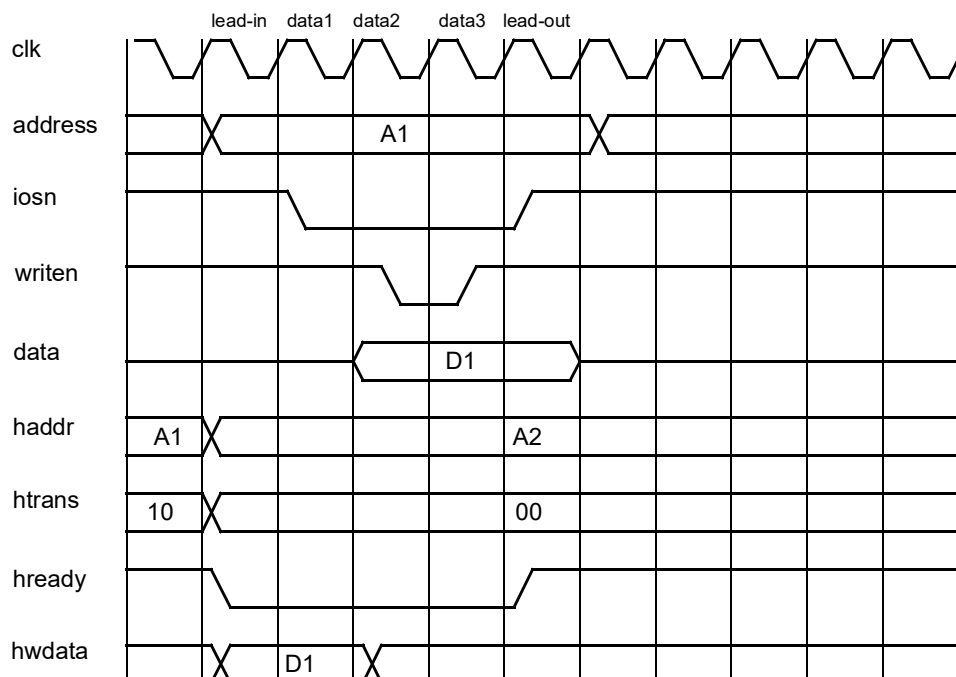 lead-in data1 data2 data3 lead-out
clk
address A1
iosn
writen
data D1
haddr A1 A2
htrans 10 00
hready
hwdata D1